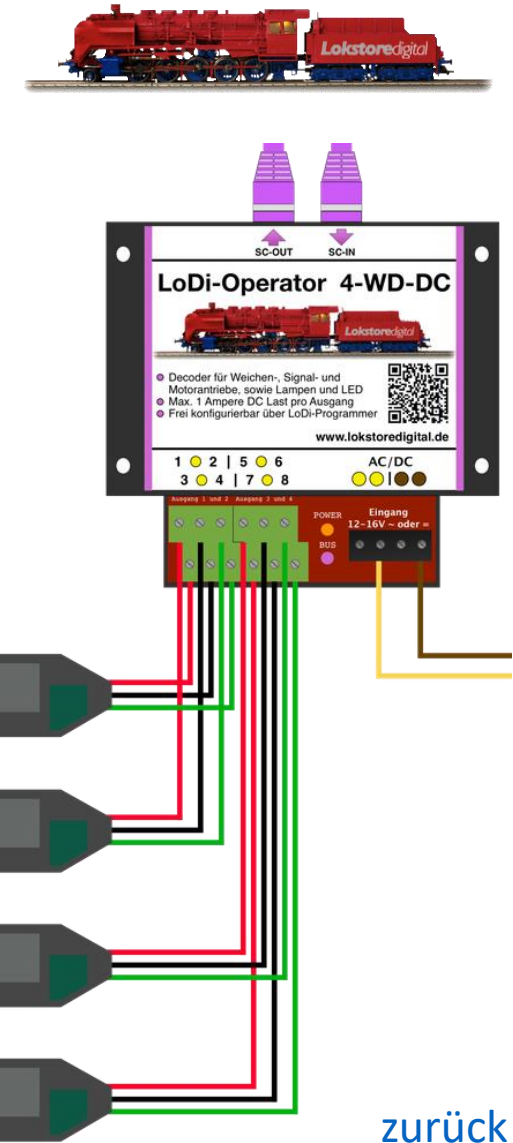 Lokstoredigital
SC-OUT SC-IN
LoDi-Operator 4-WD-DC
Lokstoredigital
Decoder für Weichen-, Signal- und
Motorantriebe, sowie Lampen und LED
Max. 1 Ampere DC Last pro Ausgang
Frei konfigurierbar über LoDi-Programmer
www.lokstoredigital.de
1 2 | 5 6 AC/DC
3 4 | 7 8
Ausgang 1 und 2 Ausgang 3 und 4
POWER Eingang
12-16V ~ oder =
BUS
zurück